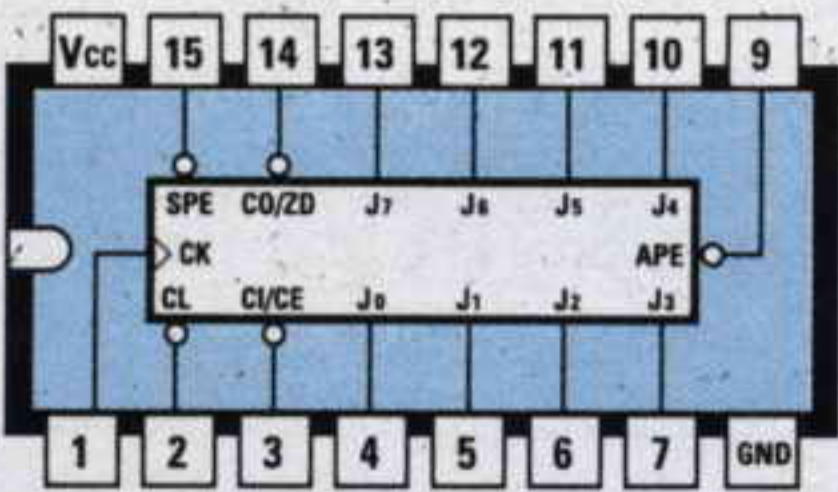 Vcc 15 14 13 12 11 10 9
SPE CO/ZD J7 J6 J5 J4
CK APE
CL CI/CE J0 J1 J2 J3
1 2 3 4 5 6 7 GND